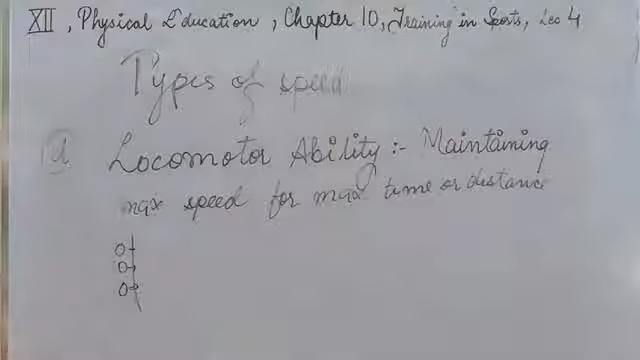 XII, Physical Education, Chapter 10, Training in Sports, Lec 4
Types of speed
d Locomotor Ability :- Maintaining
max speed for max time or distance